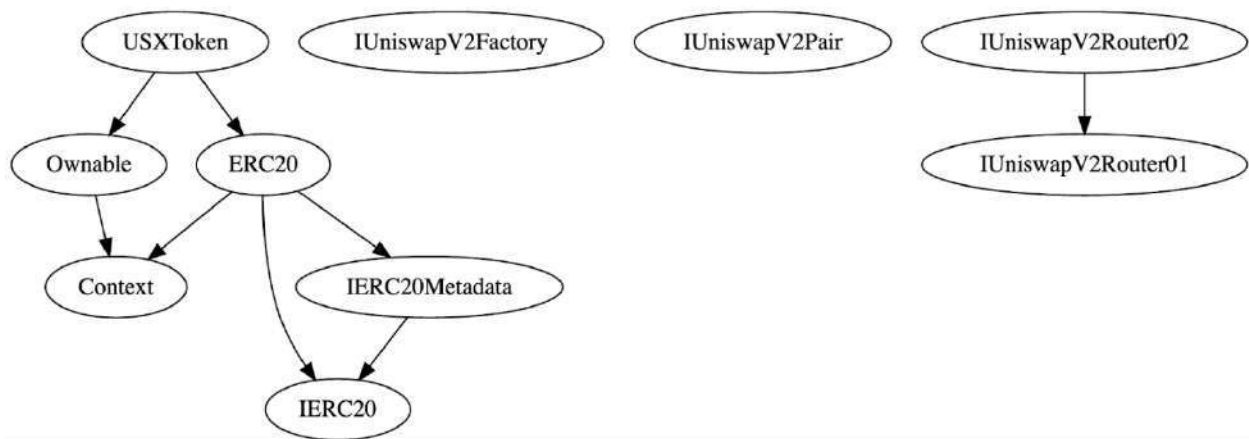 USXToken
IUniswapV2Factory
IUniswapV2Pair
IUniswapV2Router02
Ownable
ERC20
IUniswapV2Router01
Context
IERC20Metadata
IERC20